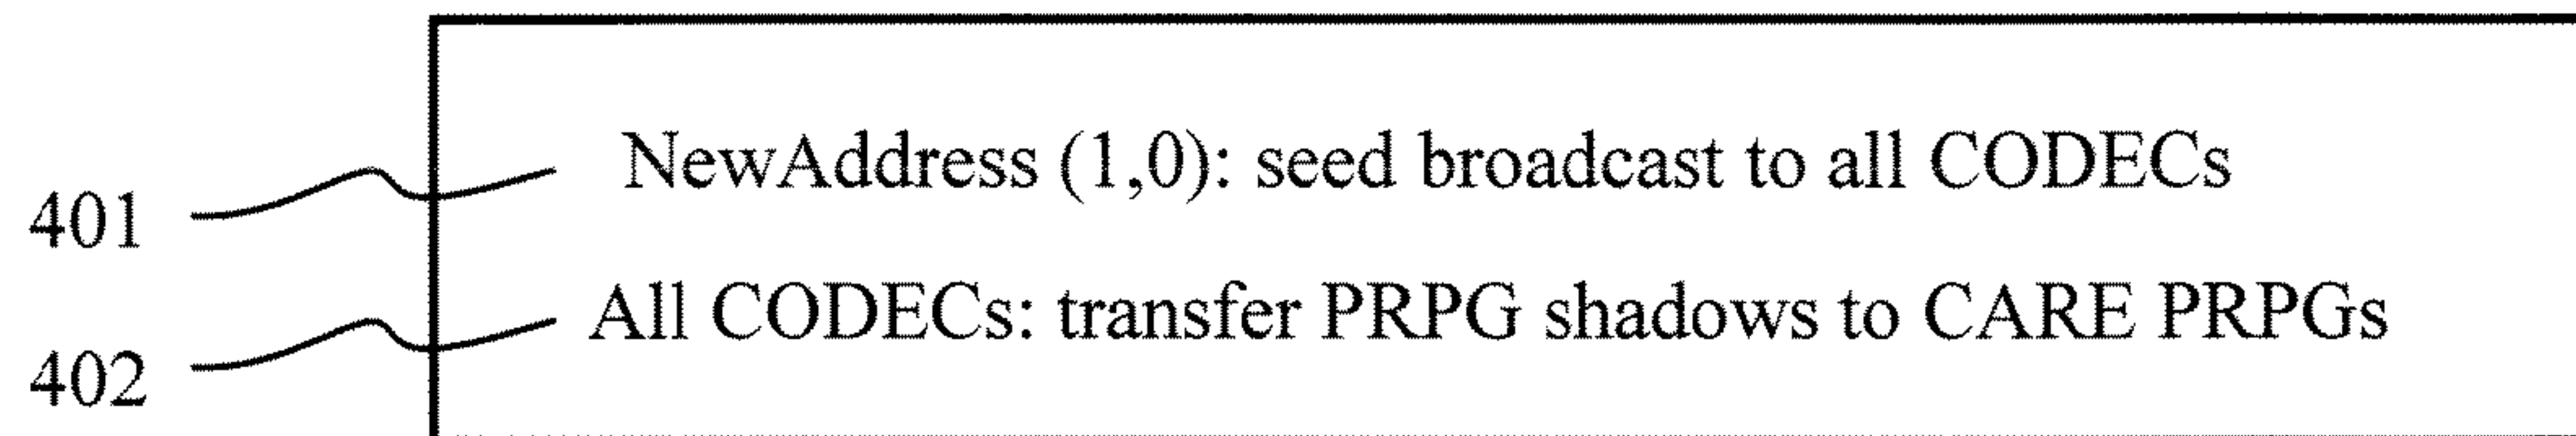 401 NewAddress (1,0): seed broadcast to all CODECs
402 All CODECs: transfer PRPG shadows to CARE PRPGs